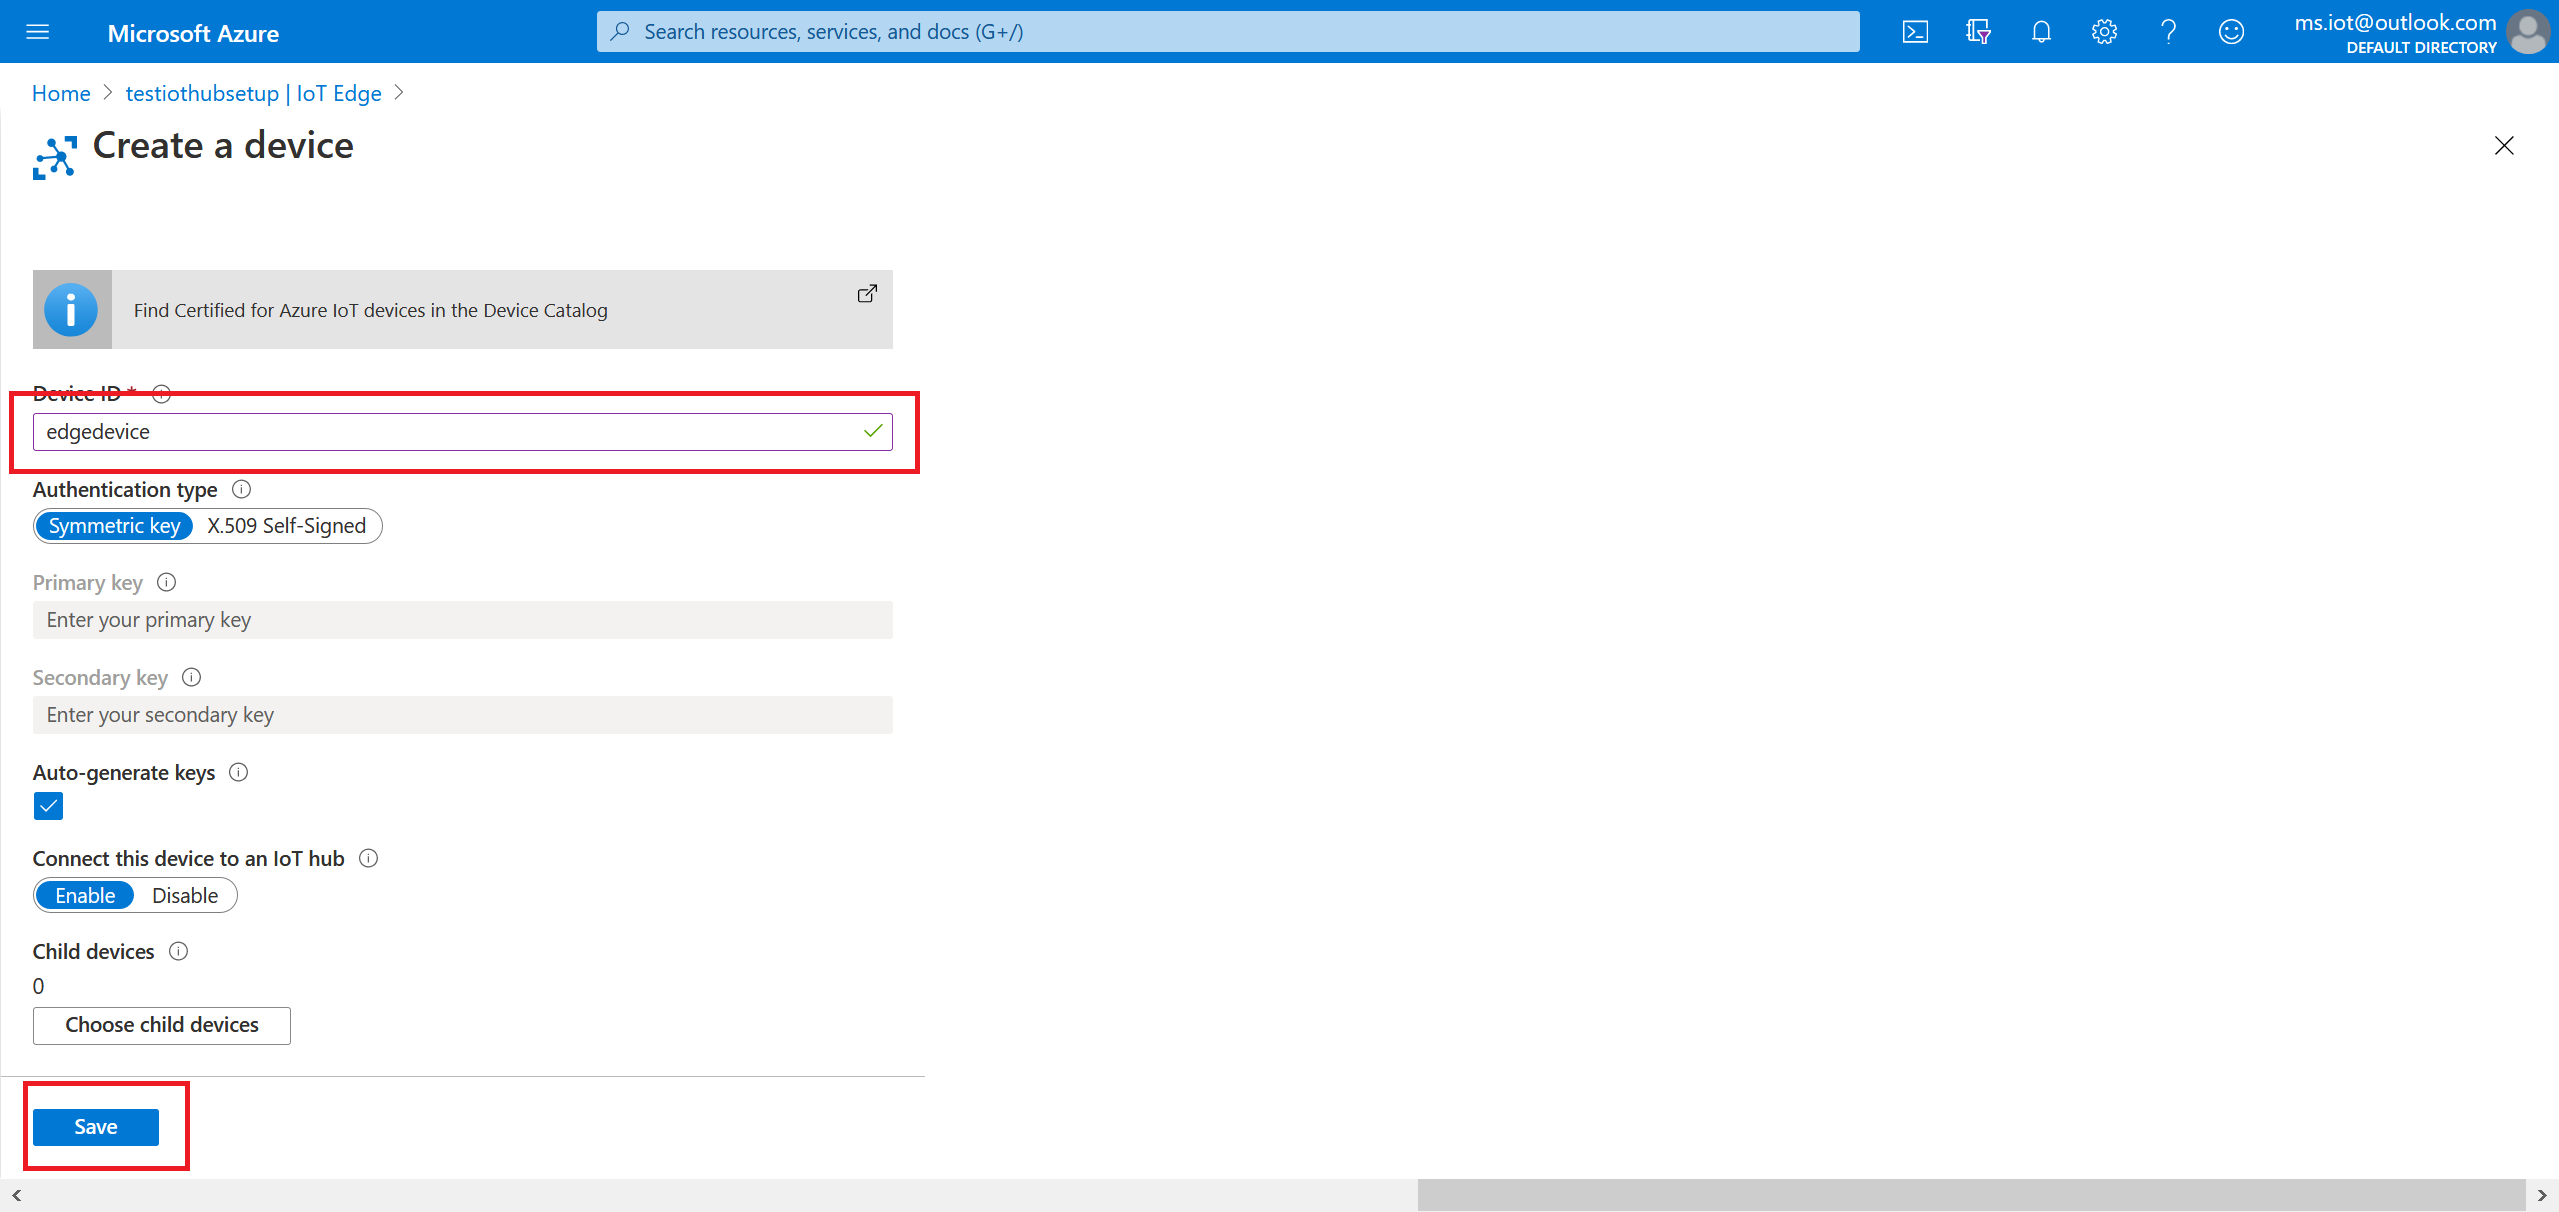 Microsoft Azure
Search resources, services, and docs (G+/)
ms.iot@outlook.com
DEFAULT DIRECTORY
Home > testiothubsetup | IoT Edge >
Create a device
Find Certified for Azure IoT devices in the Device Catalog
Device ID *
edgedevice
Authentication type
Symmetric key X.509 Self-Signed
Primary key
Enter your primary key
Secondary key
Enter your secondary key
Auto-generate keys
Connect this device to an IoT hub
Enable Disable
Child devices
0
Choose child devices
Save